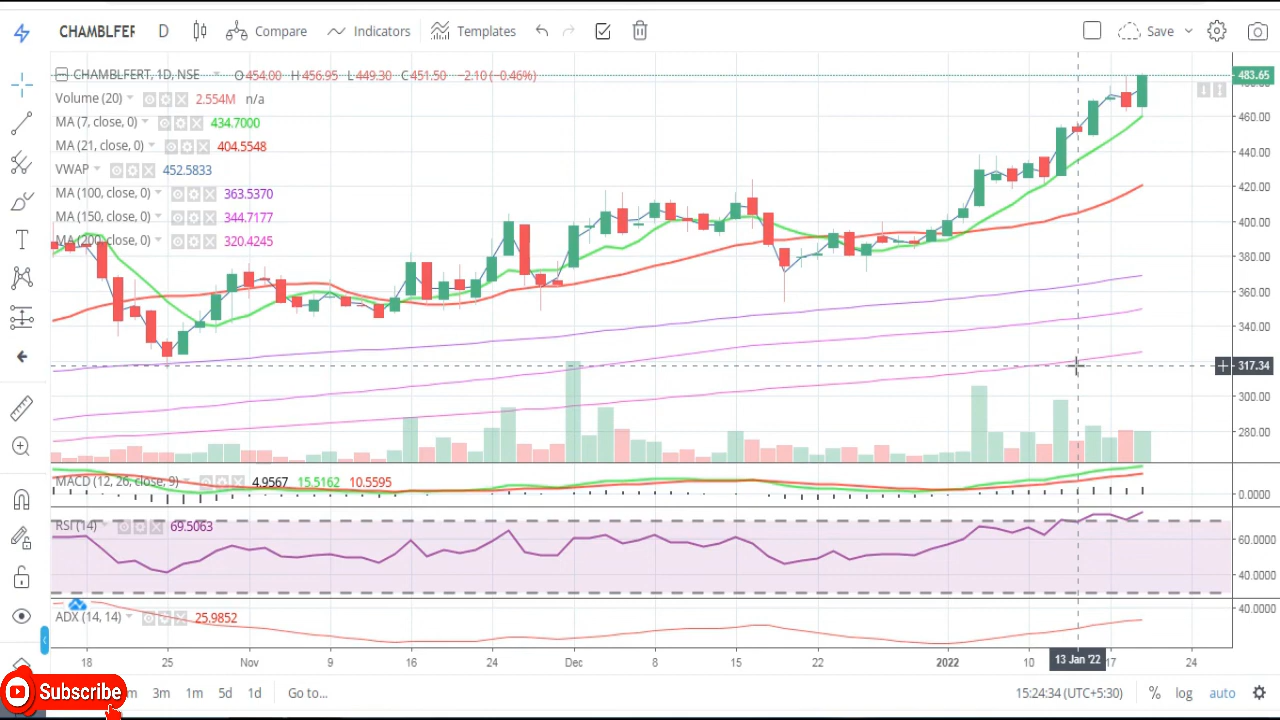 CHAMBLFER D Compare Indicators Templates Save
CHAMBLFERT, 1D, NSE O 454.00 H 456.95 L 449.30 C 451.50 −2.10 (−0.46%)
483.65
Volume (20) 2.554M n/a
MA (7, close, 0) 434.7000
460.00
MA (21, close, 0) 404.5548
440.00
VWAP 452.5833
420.00
MA (100, close, 0) 363.5370
MA (150, close, 0) 344.7177
400.00
MA (200, close, 0) 320.4245
380.00
360.00
340.00
317.34
300.00
280.00
MACD (12, 26, close, 9) 4.9567 15.5162 10.5595
0.0000
RSI (14) 69.5063
60.0000
40.0000
ADX (14, 14) 25.9852
40.0000
18 25 Nov 9 16 24 Dec 8 15 22 2022 10 13 Jan '22 17 24
Subscribe
m 3m 1m 5d 1d Go to... 15:24:34 (UTC+5:30) % log auto